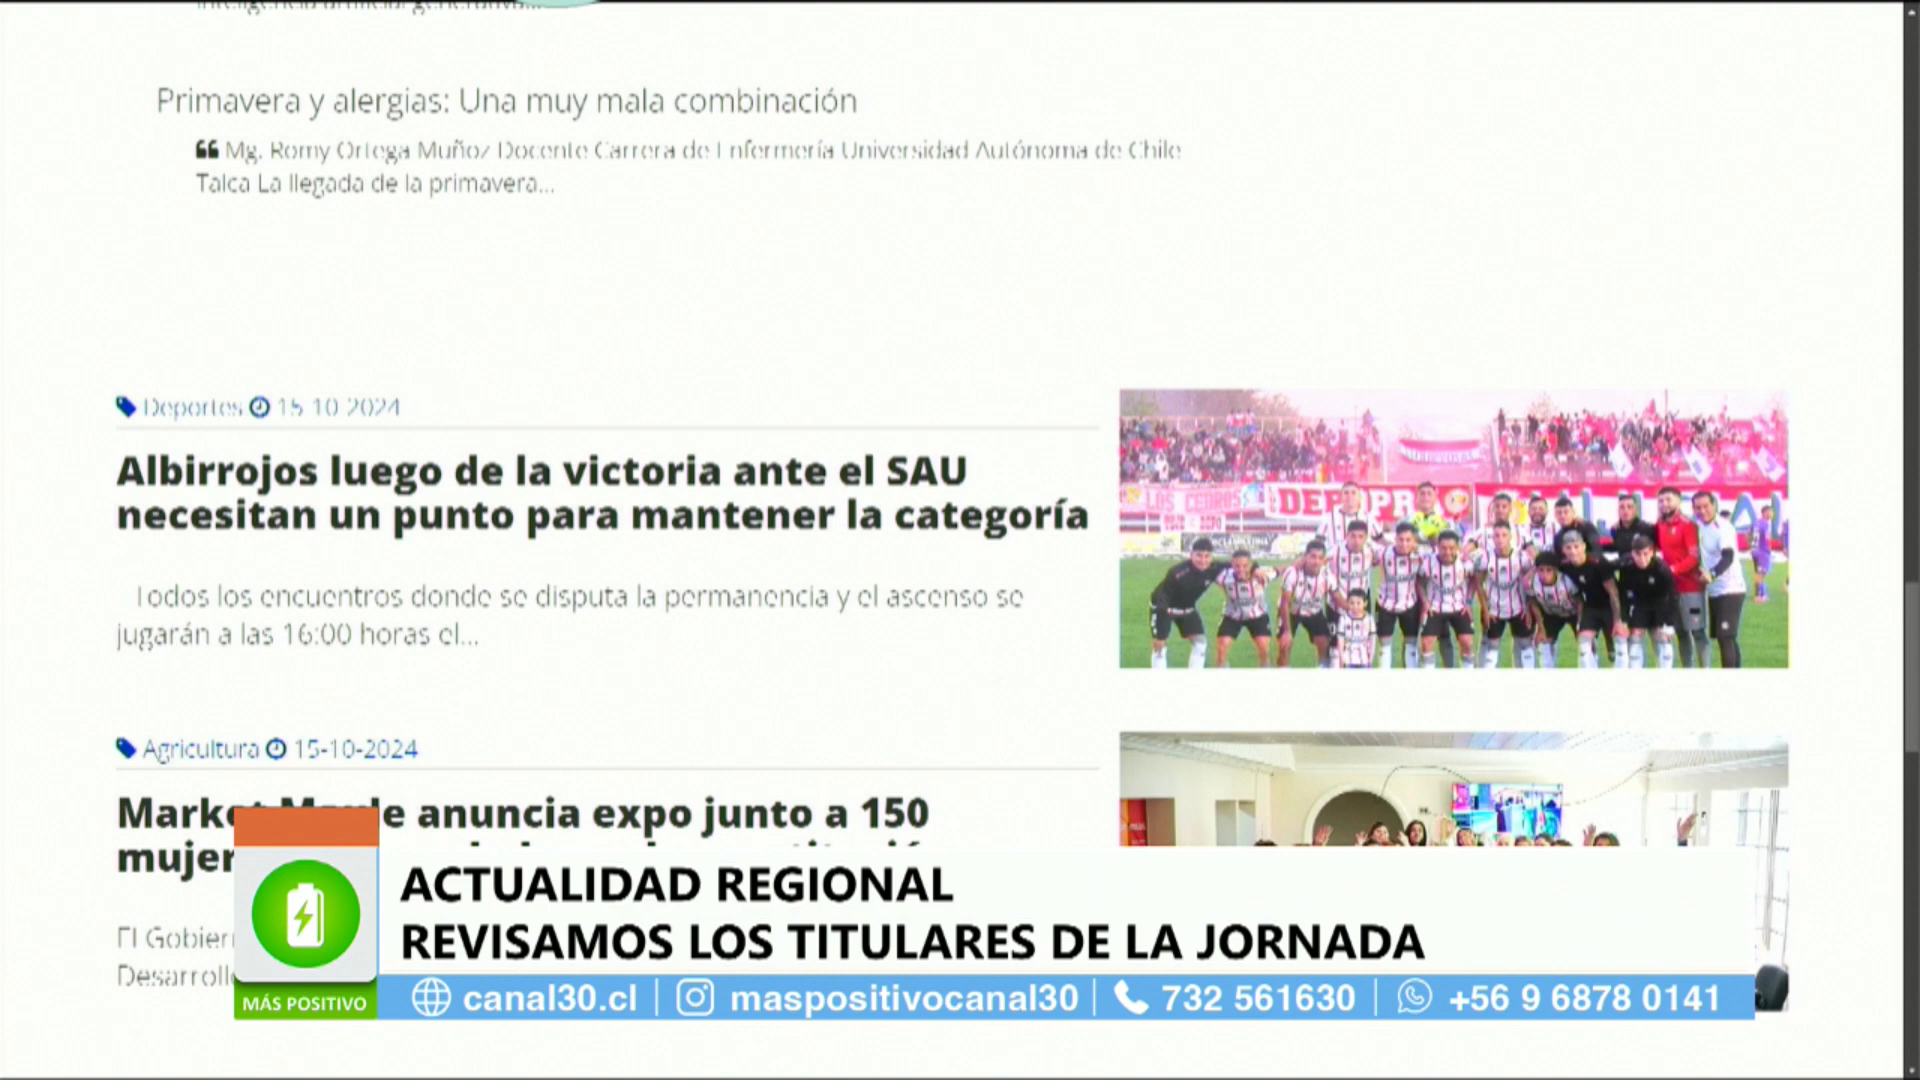 Primavera y alergias: Una muy mala combinación
Mg. Romy Ortega Muñoz Docente Carrera de Enfermería Universidad Autónoma de Chile
Talca La llegada de la primavera...
Deportes 15-10-2024
Albirrojos luego de la victoria ante el SAU
necesitan un punto para mantener la categoría
Todos los encuentros donde se disputa la permanencia y el ascenso se
jugarán a las 16:00 horas el...
LOS CEDROS
DEPOR
Agricultura 15-10-2024
anuncia expo junto a 150
ACTUALIDAD REGIONAL
REVISAMOS LOS TITULARES DE LA JORNADA
MÁS POSITIVO
canal30.cl | maspositivocanal30 | 732 561630 | +56 9 6878 0141